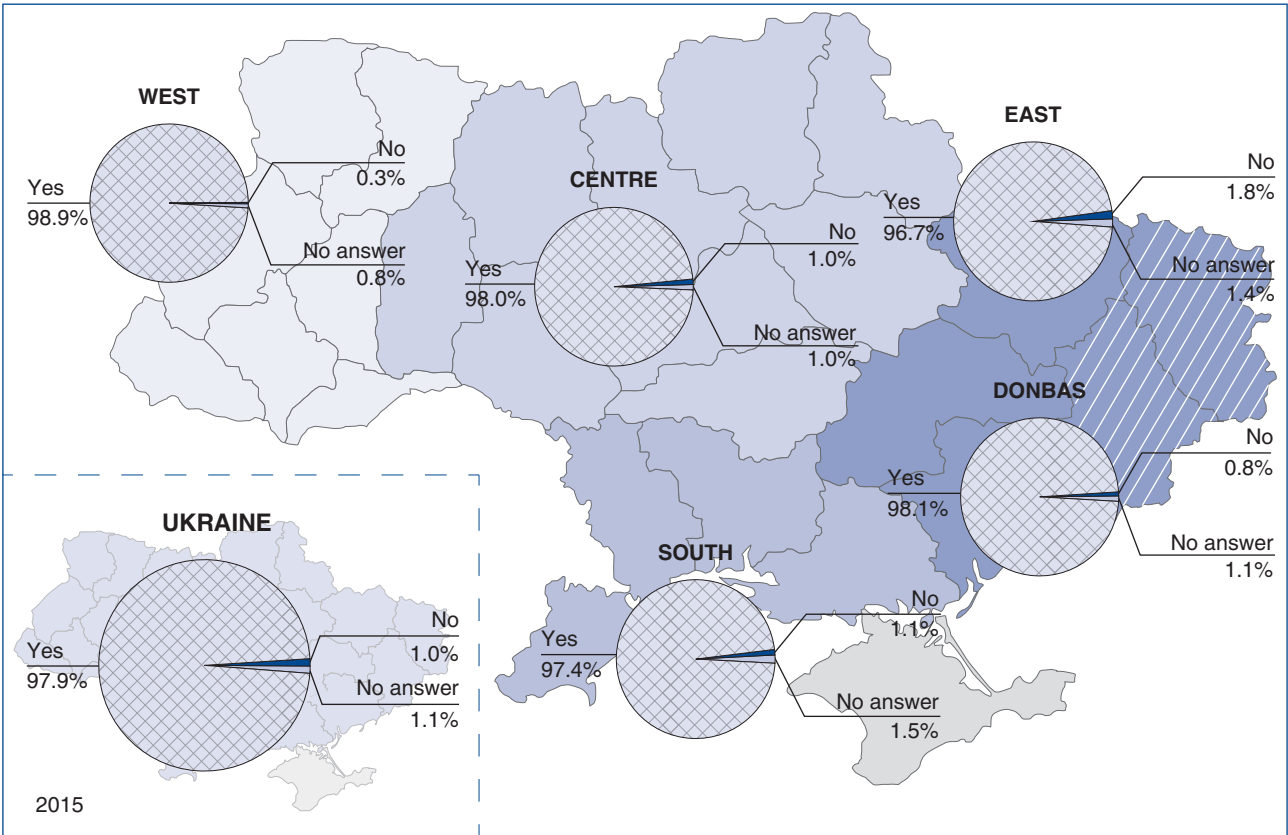 WEST
Yes
98.9%
No
0.3%
No answer
0.8%
CENTRE
Yes
98.0%
No
1.0%
No answer
1.0%
EAST
Yes
96.7%
No
1.8%
No answer
1.4%
DONBAS
Yes
98.1%
No
0.8%
No answer
1.1%
SOUTH
Yes
97.4%
No
1.1%
No answer
1.5%
UKRAINE
Yes
97.9%
No
1.0%
No answer
1.1%
2015